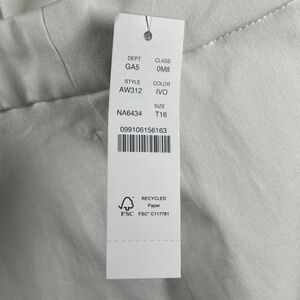 DEPT CLASS
GA5 0M8
STYLE COLOR
AW312 IVO
SIZE
NA6434 T16
099106156163
RECYCLED
Paper
FSC
FSC® C117781